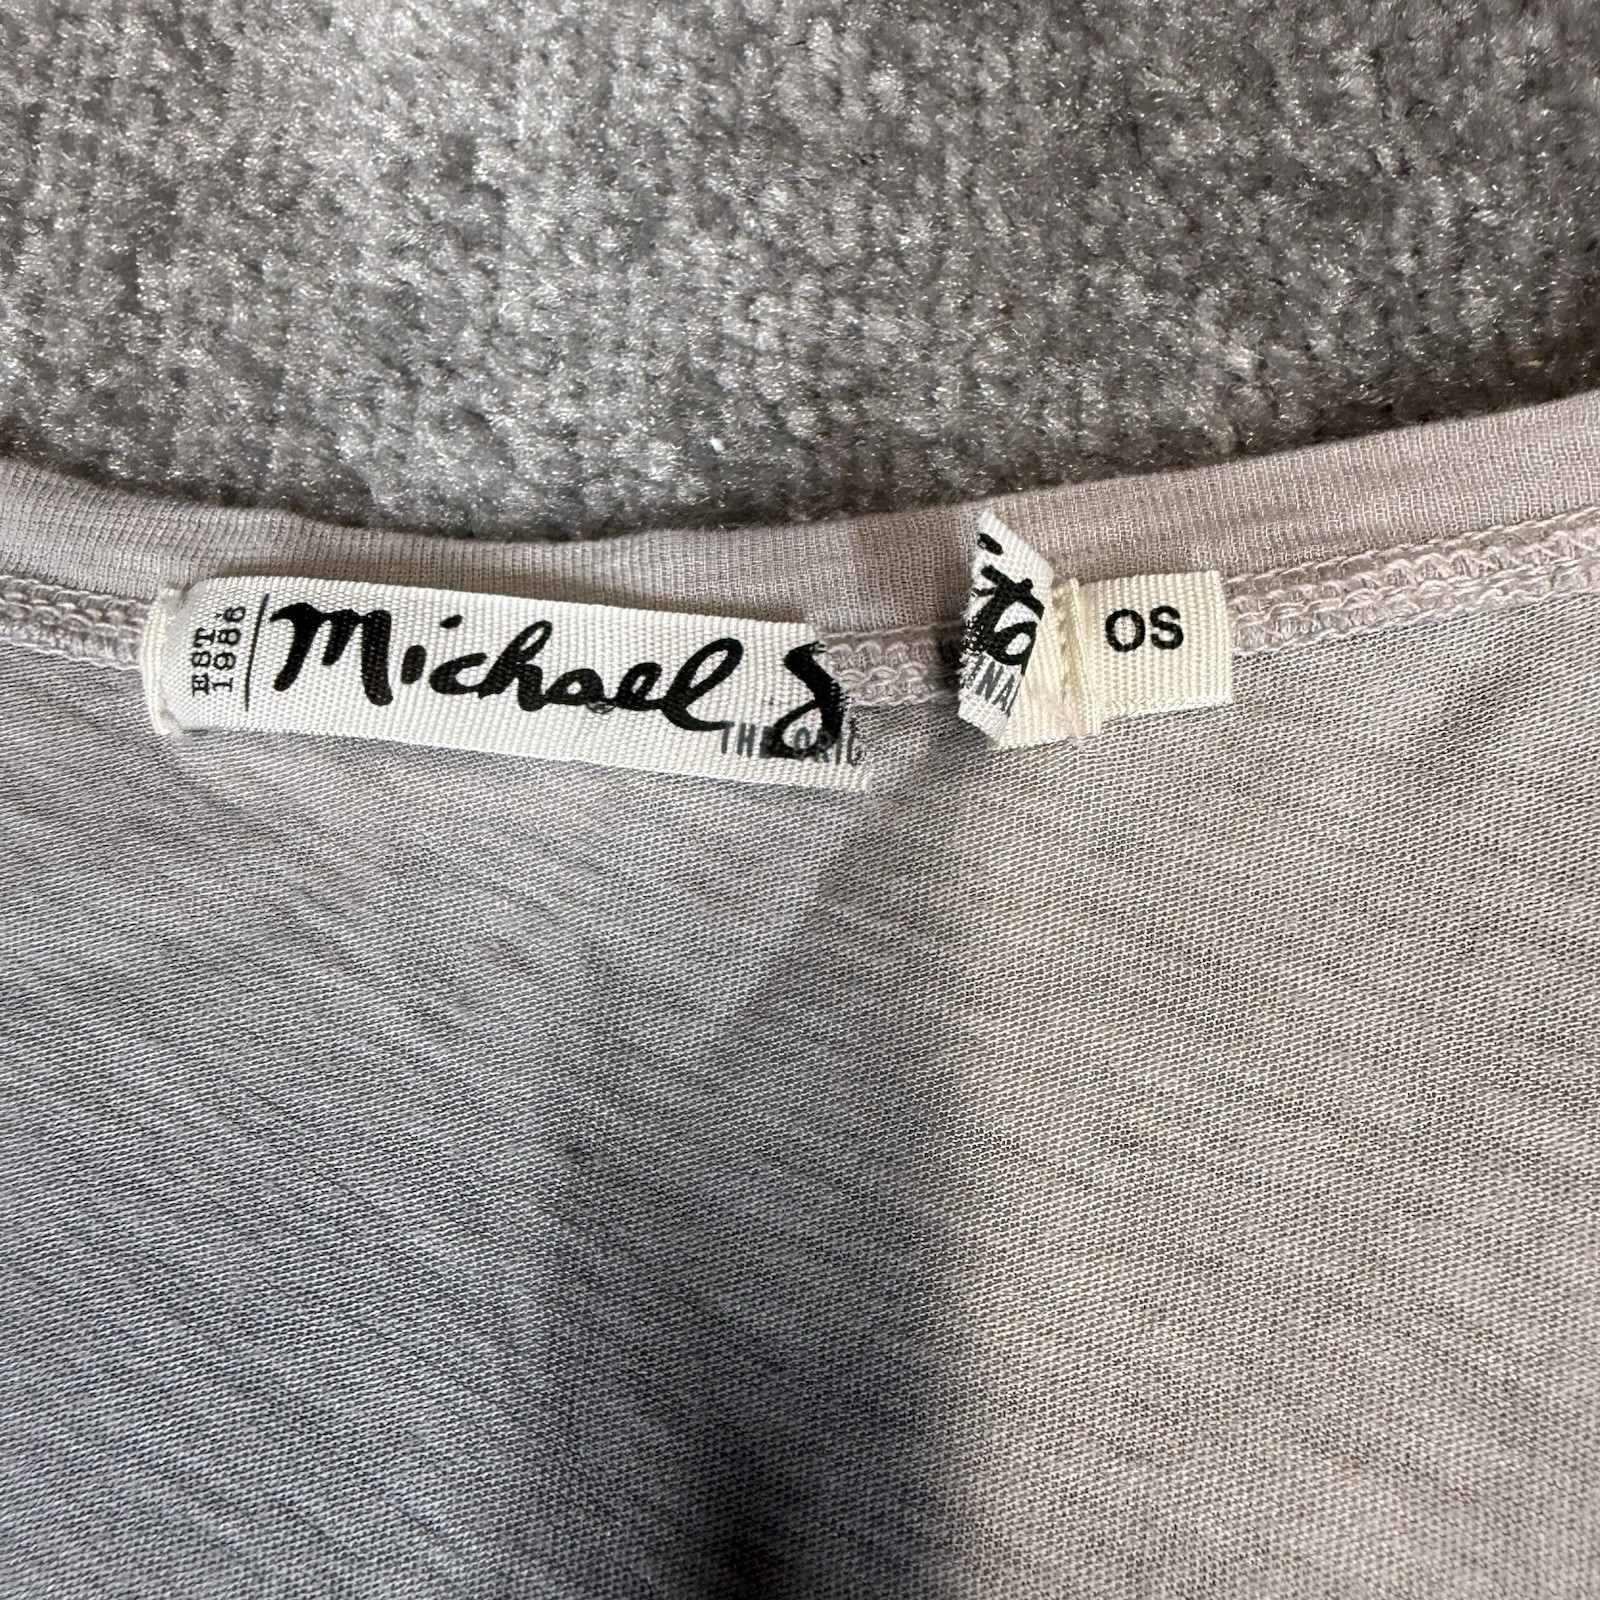 EST
1986
Michael S
THE ORIG
OS